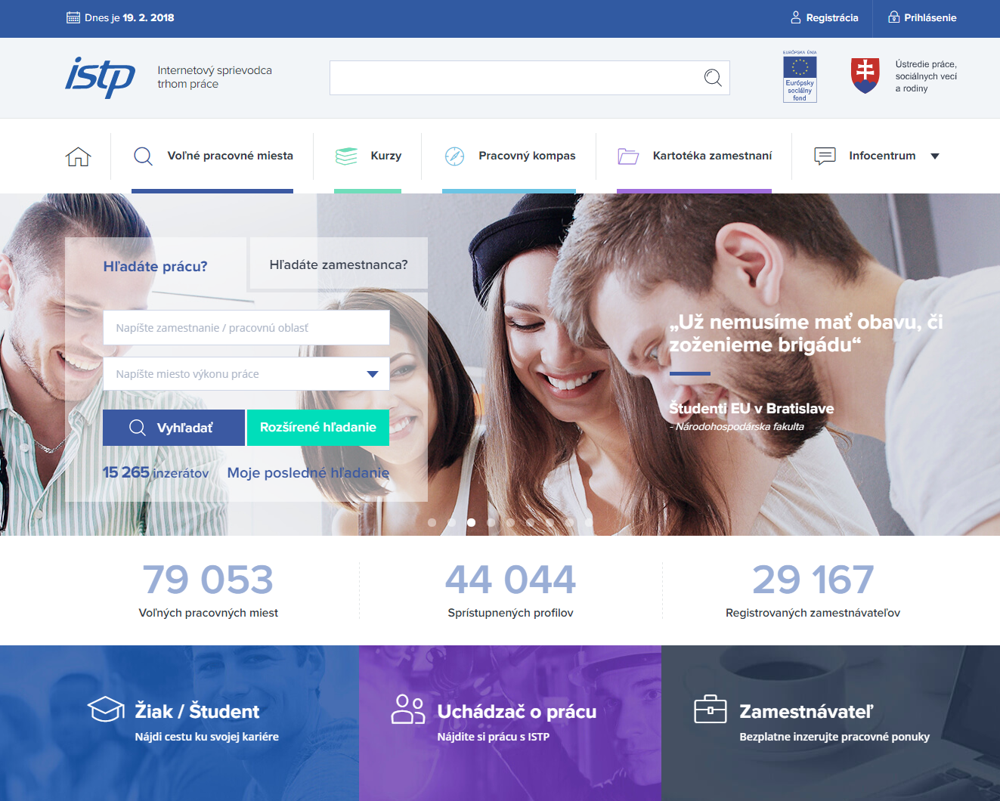 Dnes je 19. 2. 2018
Registrácia
Prihlásenie
istp
Internetový sprievodca
trhom práce
EURÓPSKA ÚNIA
Európsky
sociálny
fond
Ústredie práce,
sociálnych vecí
a rodiny
Voľné pracovné miesta
Kurzy
Pracovný kompas
Kartotéka zamestnaní
Infocentrum
Hľadáte prácu?
Hľadáte zamestnanca?
Napíšte zamestnanie / pracovnú oblasť
Napíšte miesto výkonu práce
Vyhľadať
Rozšírené hľadanie
15 265 inzerátov
Moje posledné hľadanie
„Už nemusíme mať obavu, či
zoženieme brigádu“
Študenti EU v Bratislave
- Národohospodárska fakulta
79 053
Voľných pracovných miest
44 044
Sprístupnených profilov
29 167
Registrovaných zamestnávateľov
Žiak / Študent
Nájdi cestu ku svojej kariére
Uchádzač o prácu
Nájdite si prácu s ISTP
Zamestnávateľ
Bezplatne inzerujte pracovné ponuky